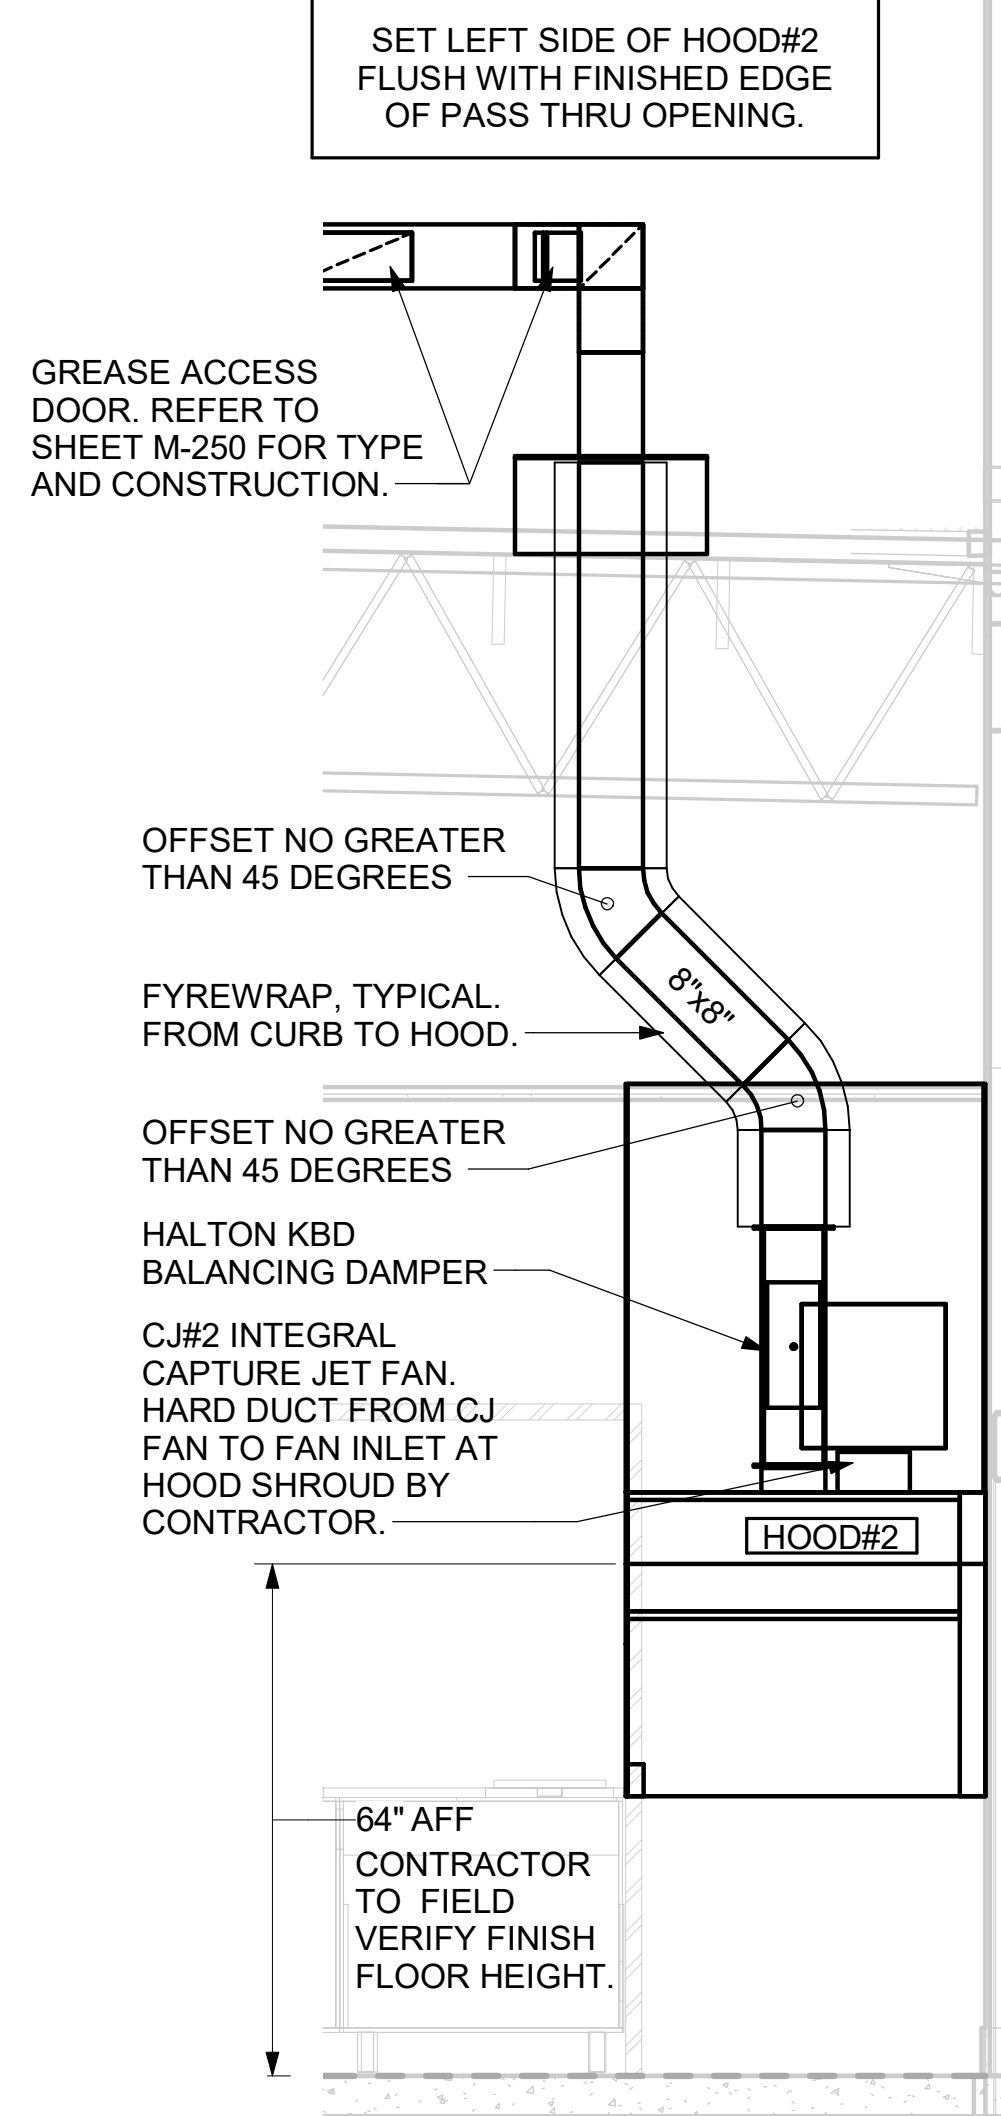 SET LEFT SIDE OF HOOD#2
FLUSH WITH FINISHED EDGE
OF PASS THRU OPENING.
GREASE ACCESS
DOOR. REFER TO
SHEET M-250 FOR TYPE
AND CONSTRUCTION.
OFFSET NO GREATER
THAN 45 DEGREES
FYREWRAP, TYPICAL.
FROM CURB TO HOOD.
8"x8"
OFFSET NO GREATER
THAN 45 DEGREES
HALTON KBD
BALANCING DAMPER
CJ#2 INTEGRAL
CAPTURE JET FAN.
HARD DUCT FROM CJ
FAN TO FAN INLET AT
HOOD SHROUD BY
CONTRACTOR.
HOOD#2
64" AFF
CONTRACTOR
TO  FIELD
VERIFY FINISH
FLOOR HEIGHT.